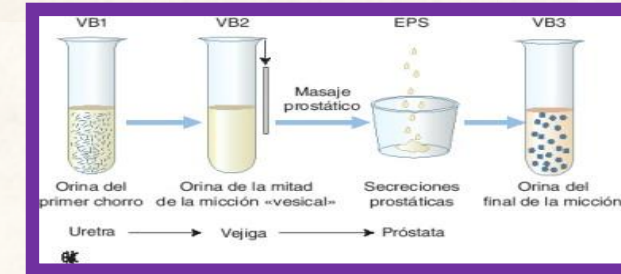 VB1 VB2 EPS VB3
Masaje
prostático
Orina del Orina de la mitad Secreciones Orina del
primer chorro de la micción «vesical» prostáticas final de la micción
Uretra Vejiga Próstata